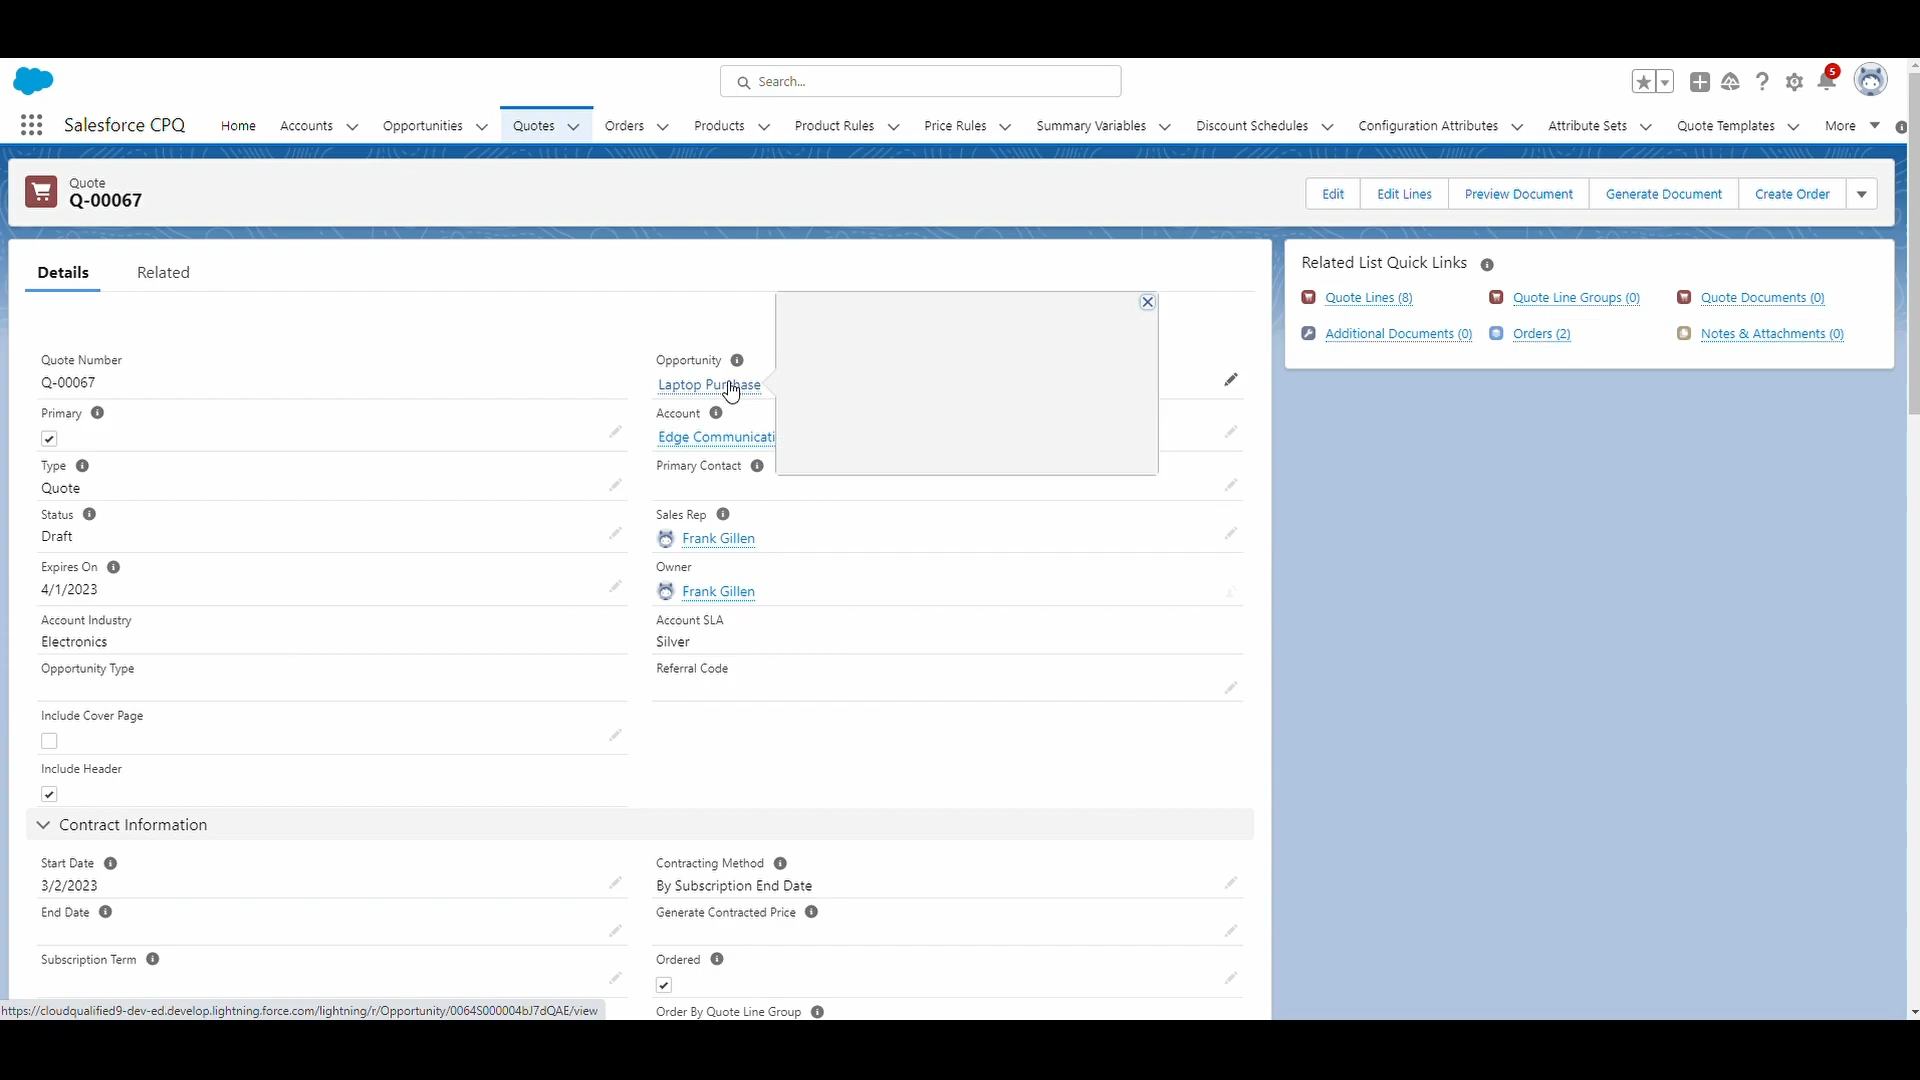 Search...
5
Salesforce CPQ Home Accounts Opportunities Quotes Orders Products Product Rules Price Rules Summary Variables Discount Schedules Configuration Attributes Attribute Sets Quote Templates More
Quote
Q-00067
Edit Edit Lines Preview Document Generate Document Create Order
Details Related
Related List Quick Links
Quote Lines (8) Quote Line Groups (0) Quote Documents (0)
Additional Documents (0) Orders (2) Notes & Attachments (0)
Quote Number
Q-00067
Opportunity
Laptop Purchase
Primary
Account
Edge Communicati
Type
Quote
Primary Contact
Status
Draft
Sales Rep
Frank Gillen
Expires On
4/1/2023
Owner
Frank Gillen
Account Industry
Electronics
Account SLA
Silver
Opportunity Type
Referral Code
Include Cover Page
Include Header
Contract Information
Start Date
3/2/2023
Contracting Method
By Subscription End Date
End Date
Generate Contracted Price
Subscription Term
Ordered
Order By Quote Line Group
https://cloudqualified9-dev-ed.develop.lightning.force.com/lightning/r/Opportunity/0064S000004bJ7dQAE/view